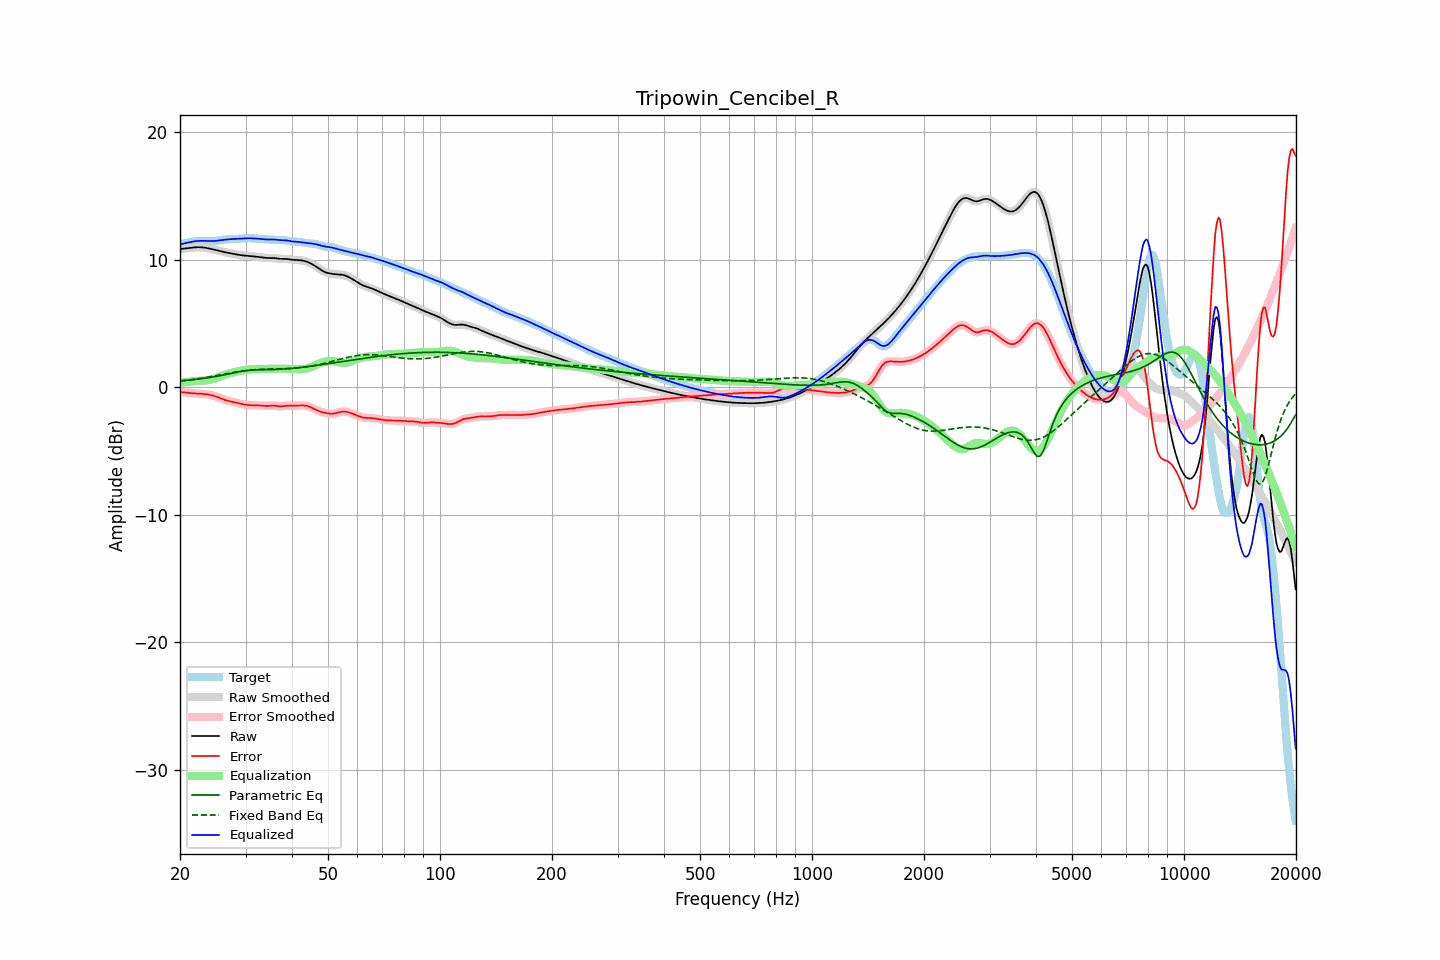 Tripowin_Cencibel_R
Amplitude (dBr)
20
10
0
−10
−20
−30
Target
Raw Smoothed
Error Smoothed
Raw
Error
Equalization
Parametric Eq
Fixed Band Eq
Equalized
20 50 100 200 500 1000 2000 5000 10000 20000
Frequency (Hz)